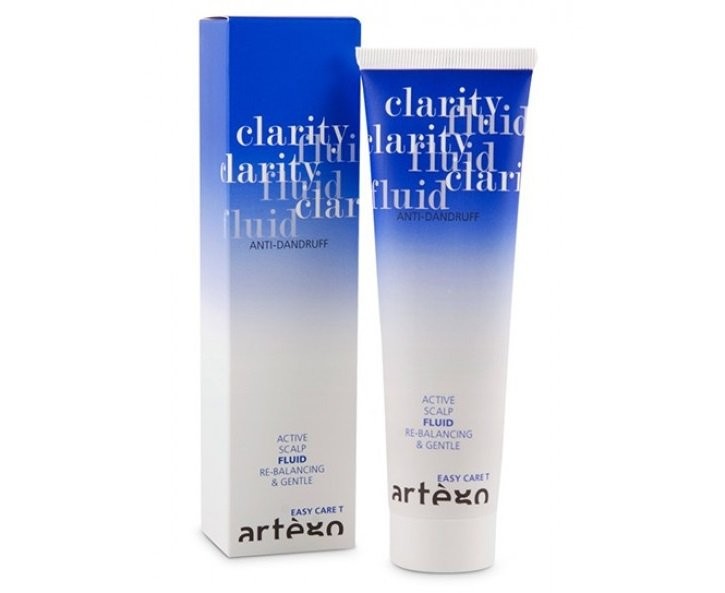 clarity
fluid
clarity
fluid
clari
fluid
ANTI-DANDRUFF
ACTIVE
SCALP
FLUID
RE-BALANCING
& GENTLE
EASY CARE T
artègo
clarity
fluid
clarity
fluid
clari
fluid
ANTI-DANDRUFF
ACTIVE
SCALP
FLUID
RE-BALANCING
& GENTLE
EASY CARE T
artègo